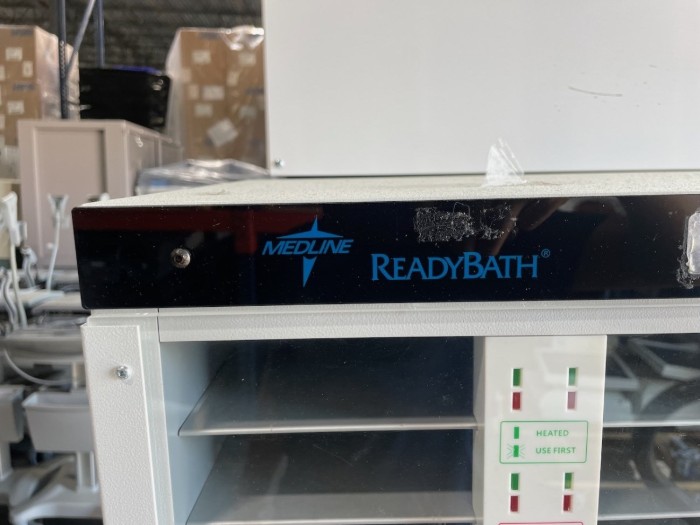 MEDLINE
READYBATH®
HEATED
USE FIRST